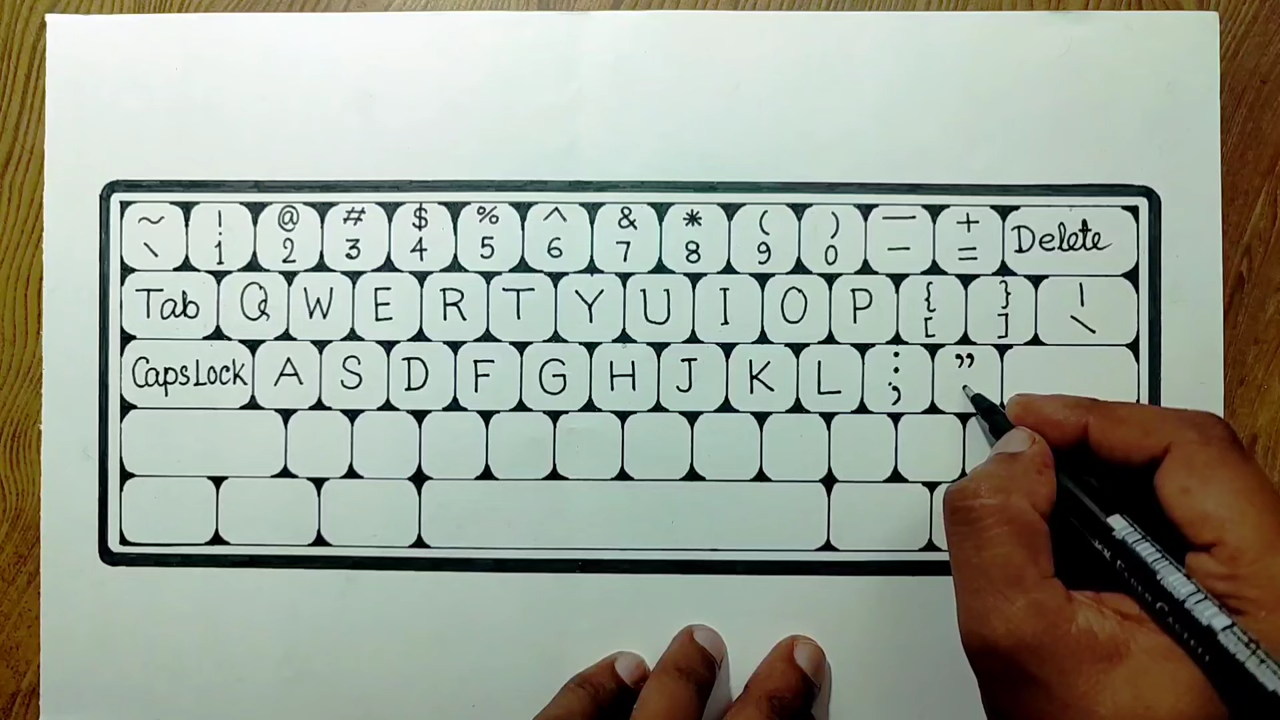 ~ ! @ # $ % ^ & * ( ) — + Delete
\ 1 2 3 4 5 6 7 8 9 0 — =
Tab Q W E R T Y U I O P { } |
[ ] \
CapsLock A S D F G H J K L : ”
;